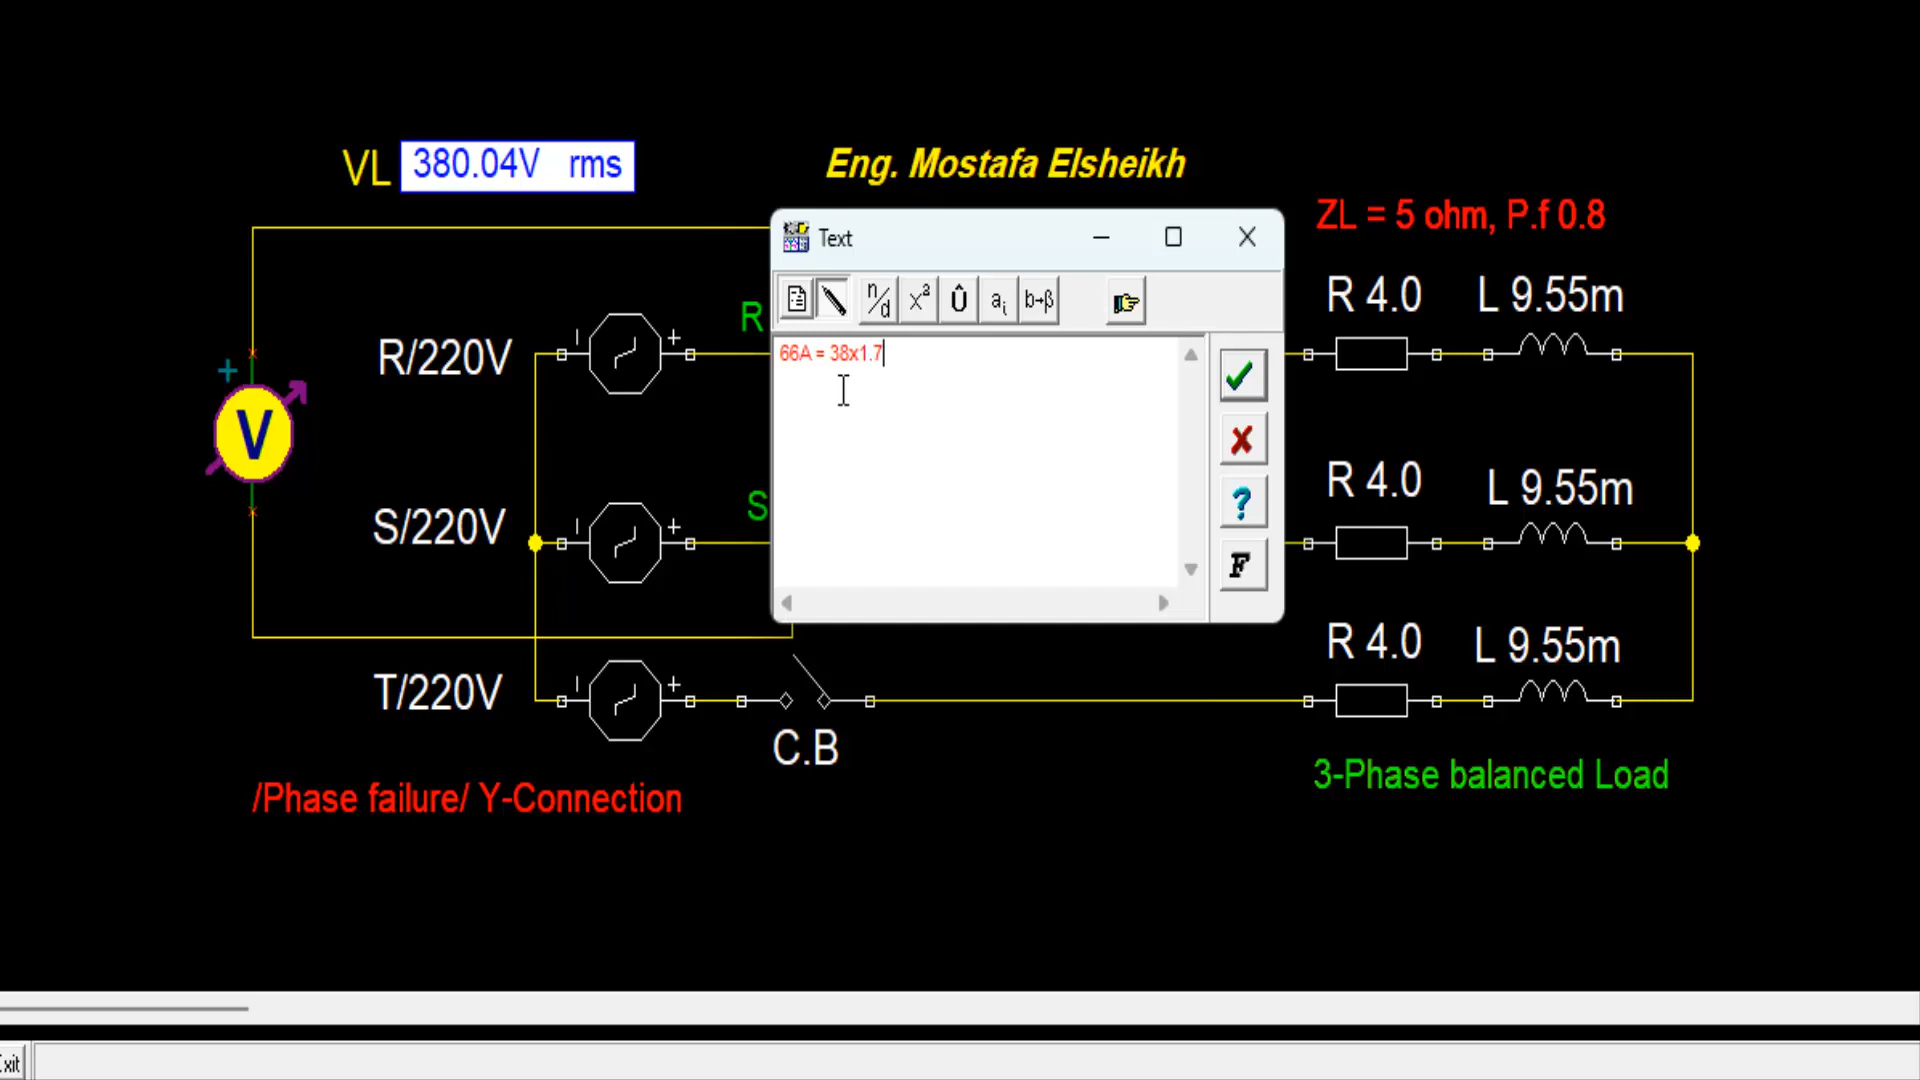 VL 380.04V rms
Eng. Mostafa Elsheikh
ZL = 5 ohm, P.f 0.8
Text
n/d x² Û aᵢ b→β
R 4.0 L 9.55m
R
R/220V
66A = 38x1.7
V
R 4.0 L 9.55m
S
S/220V
?
F
R 4.0 L 9.55m
T/220V
C.B
/Phase failure/ Y-Connection
3-Phase balanced Load